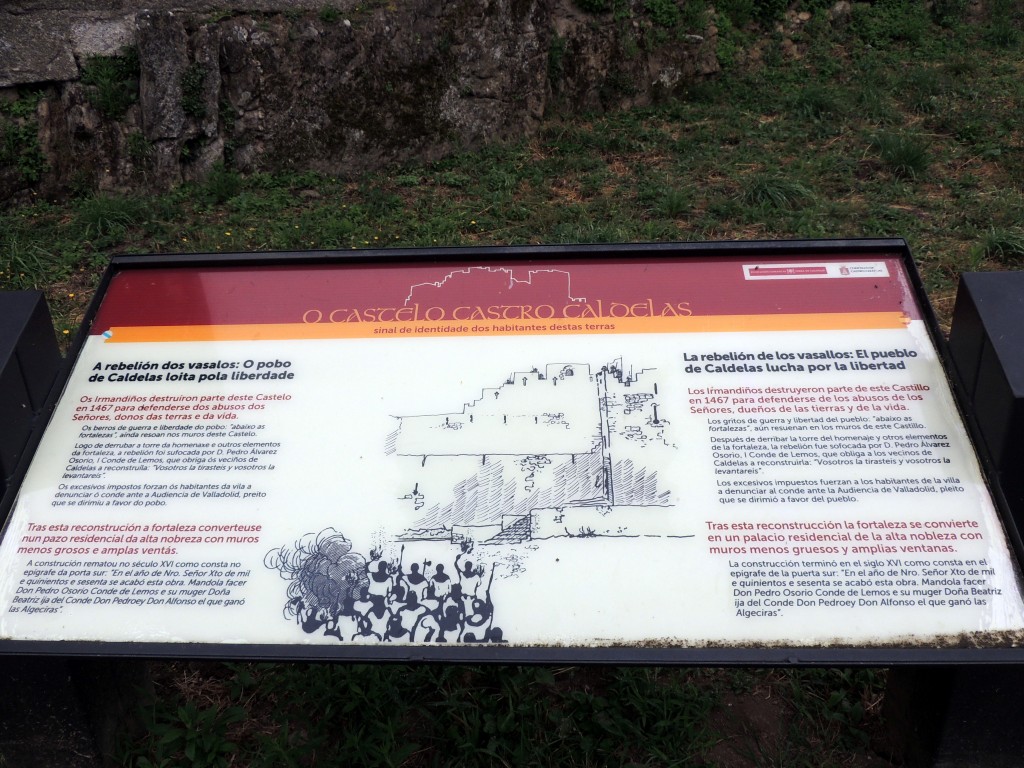 O CASTELO CASTRO CALDELAS
sinal de identidade dos habitantes destas terras
A rebelión dos vasalos: O pobo
de Caldelas loita pola liberdade
Os Irmandiños destruíron parte deste Castelo
en 1467 para defenderse dos abusos dos
Señores, donos das terras e da vida.
Os berros de guerra e liberdade do pobo: "abaixo as
fortalezas", aínda resoan nos muros deste Castelo.
Logo de derrubar a torre da homenaxe e outros elementos
da fortaleza, a rebelión foi sufocada por D. Pedro Álvarez
Osorio, I Conde de Lemos, que obriga ós veciños de
Caldelas a reconstruíla: "Vosotros la tirasteis y vosotros la
levantareis".
Os excesivos impostos forzan ós habitantes da vila a
denunciar ó conde ante a Audiencia de Valladolid, pleito
que se dirimiu a favor do pobo.
Tras esta reconstrución a fortaleza converteuse
nun pazo residencial da alta nobreza con muros
menos grosos e amplas ventás.
A construción rematou no século XVI como consta no
epígrafe da porta sur: "En el año de Nro. Señor Xto de mil
e quinientos e sesenta se acabó esta obra. Mandola facer
Don Pedro Osorio Conde de Lemos e su muger Doña
Beatriz ija del Conde Don Pedroey Don Alfonso el que ganó
las Algeciras".
La rebelión de los vasallos: El pueblo
de Caldelas lucha por la libertad
Los Irmandiños destruyeron parte de este Castillo
en 1467 para defenderse de los abusos de los
Señores, dueños de las tierras y de la vida.
Los gritos de guerra y libertad del pueblo: "abaixo as
fortalezas", aún resuenan en los muros de este Castillo.
Después de derribar la torre del homenaje y otros elementos
de la fortaleza, la rebelión fue sofocada por D. Pedro Álvarez
Osorio, I Conde de Lemos, que obliga a los vecinos de
Caldelas a reconstruirla: "Vosotros la tirasteis y vosotros la
levantareis".
Los excesivos impuestos fuerzan a los habitantes de la villa
a denunciar al conde ante la Audiencia de Valladolid, pleito
que se dirimió a favor del pueblo.
Tras esta reconstrucción la fortaleza se convierte
en un palacio residencial de la alta nobleza con
muros menos gruesos y amplias ventanas.
La construcción terminó en el siglo XVI como consta en el
epigrafe de la puerta sur: "En el año de Nro. Señor Xto de mil
e quinientos e sesenta se acabó esta obra. Mandola facer
Don Pedro Osorio Conde de Lemos e su muger Doña Beatriz
ija del Conde Don Pedroey Don Alfonso el que ganó las
Algeciras".